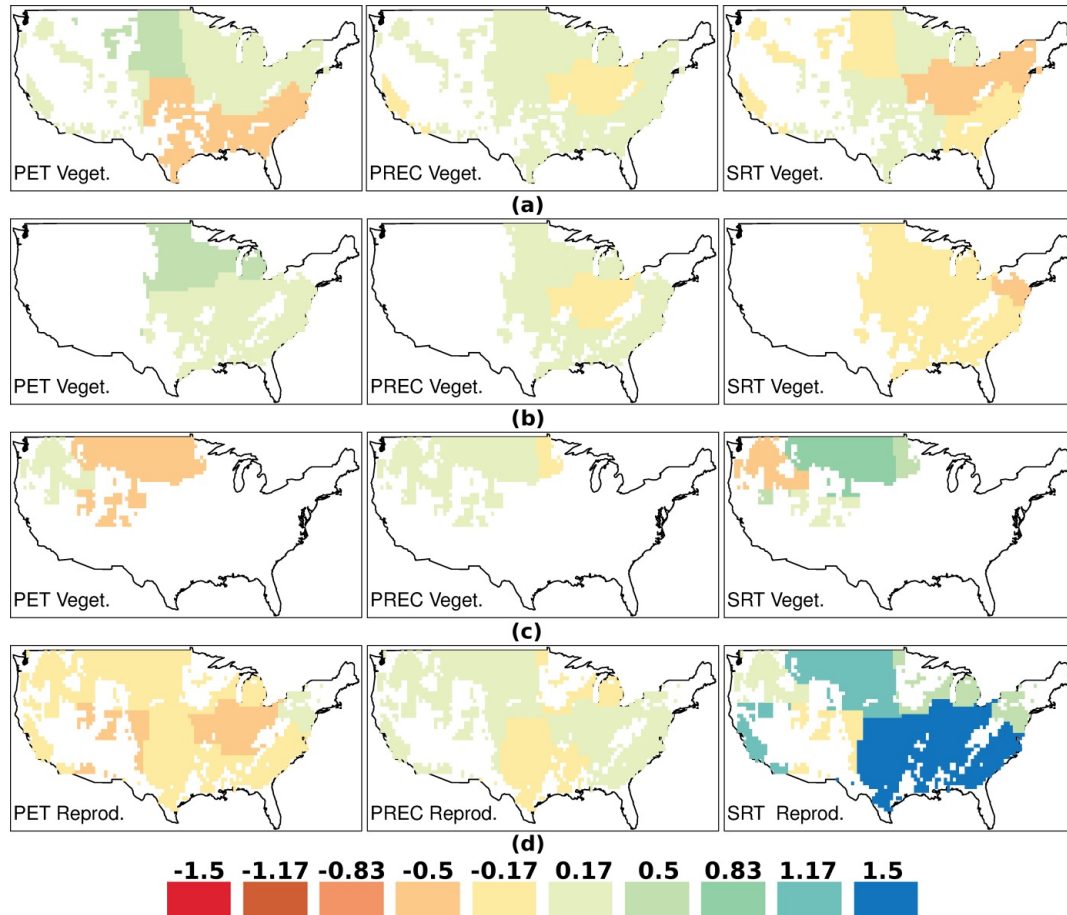 PET Veget. PREC Veget. SRT Veget.
(a)
PET Veget. PREC Veget. SRT Veget.
(b)
PET Veget. PREC Veget. SRT Veget.
(c)
PET Reprod. PREC Reprod. SRT Reprod.
(d)
-1.5 -1.17 -0.83 -0.5 -0.17 0.17 0.5 0.83 1.17 1.5